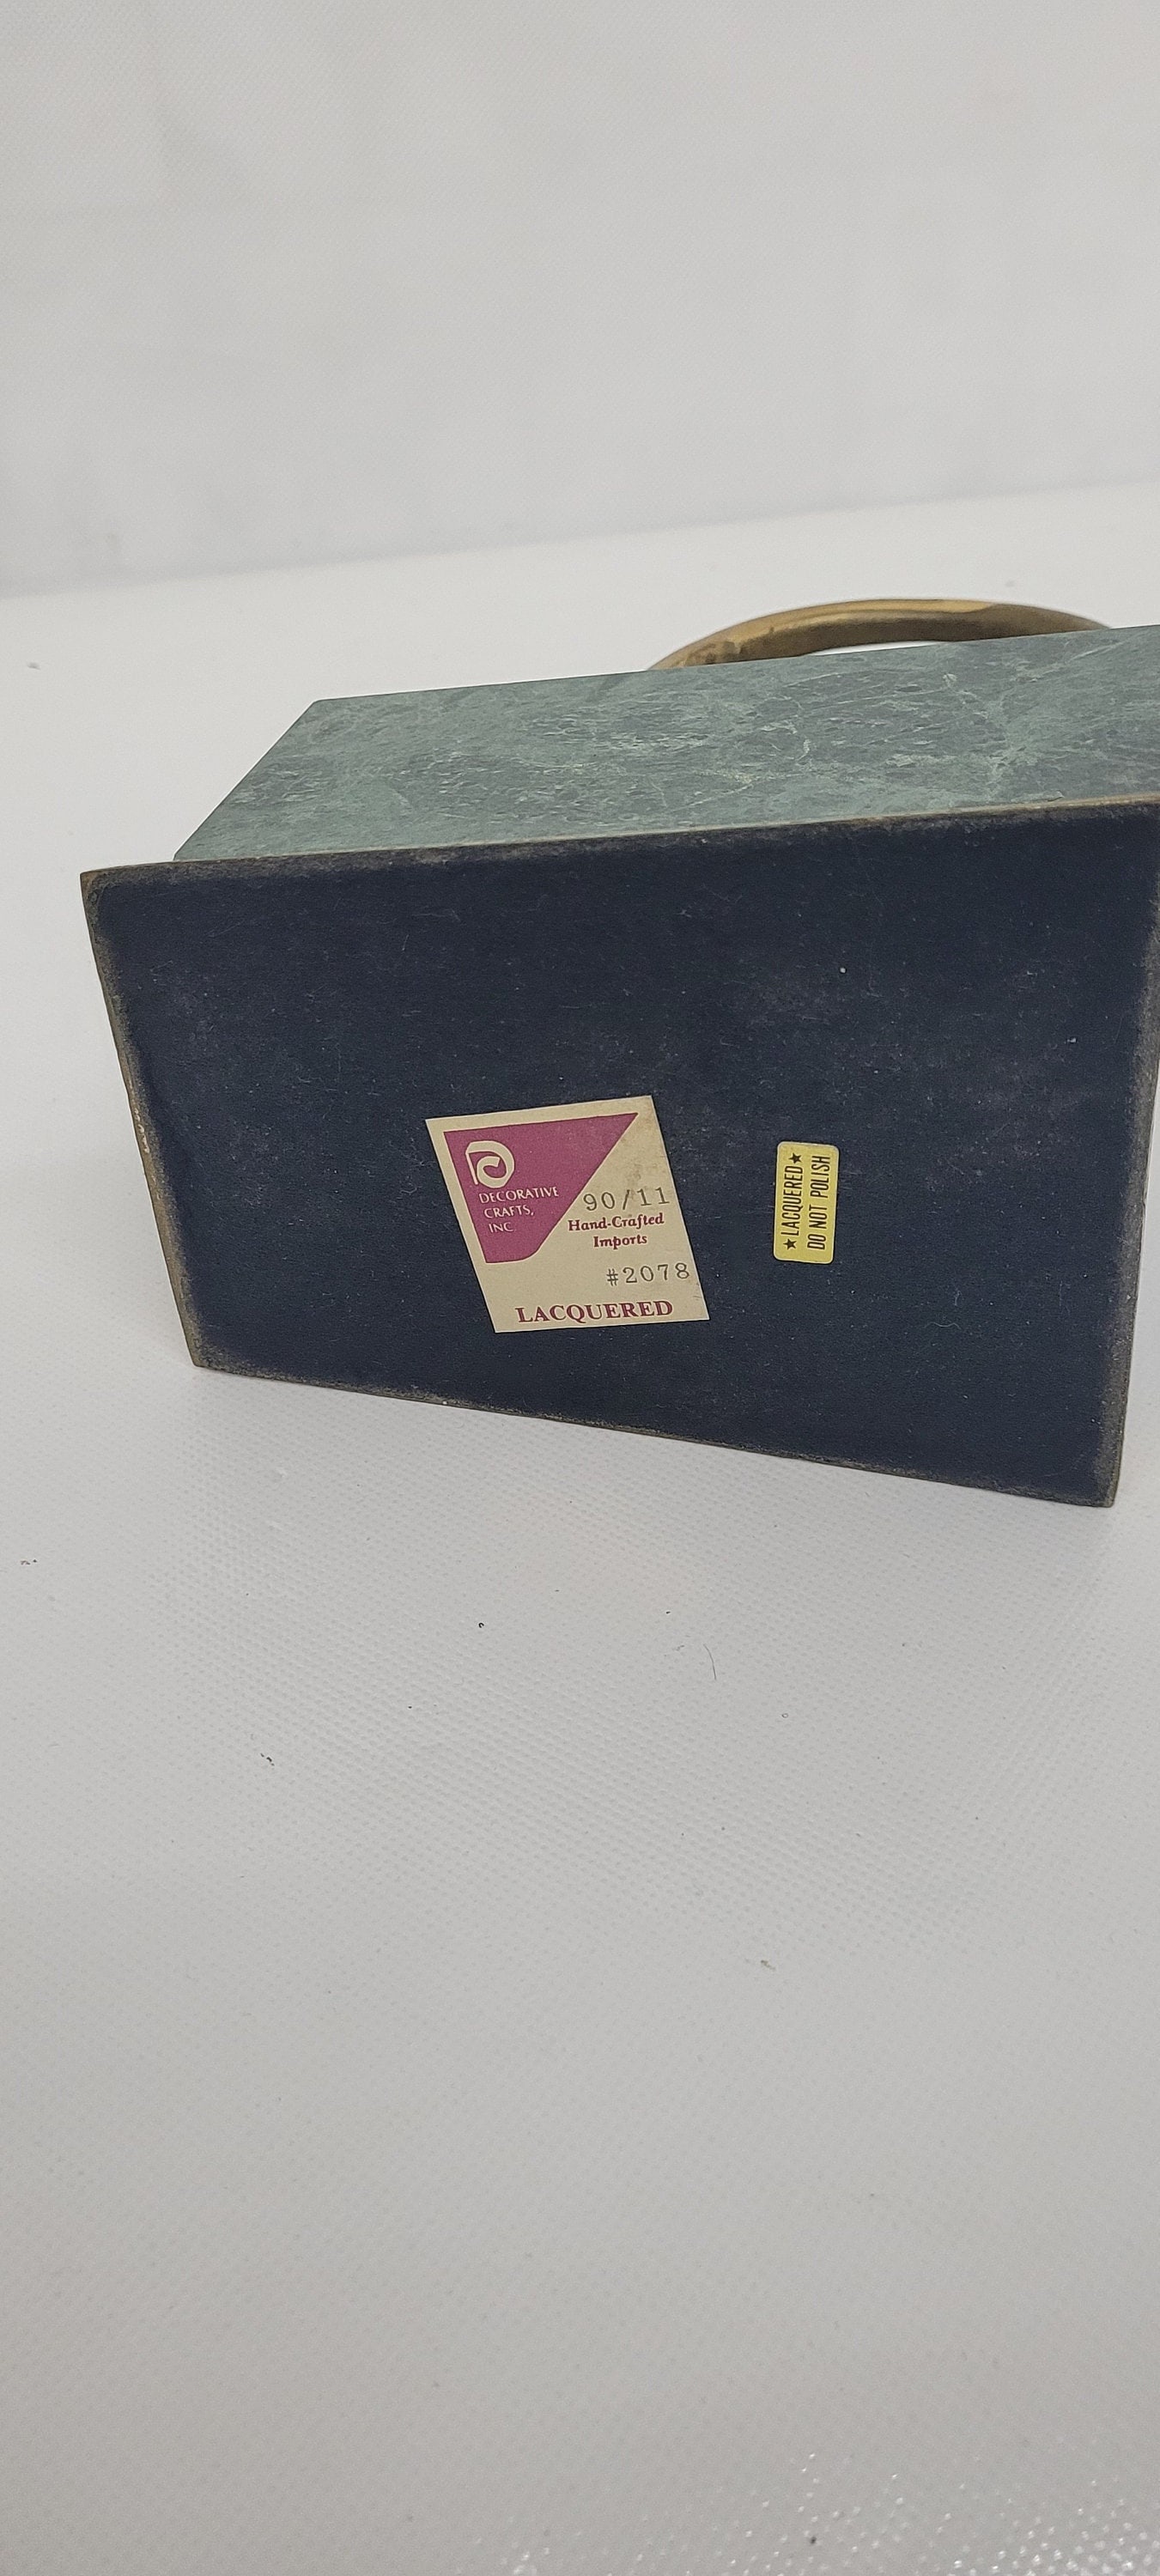 DECORATIVE
CRAFTS,
INC.
90/11
Hand-Crafted
Imports
#2078
LACQUERED
★LACQUERED★
DO NOT POLISH